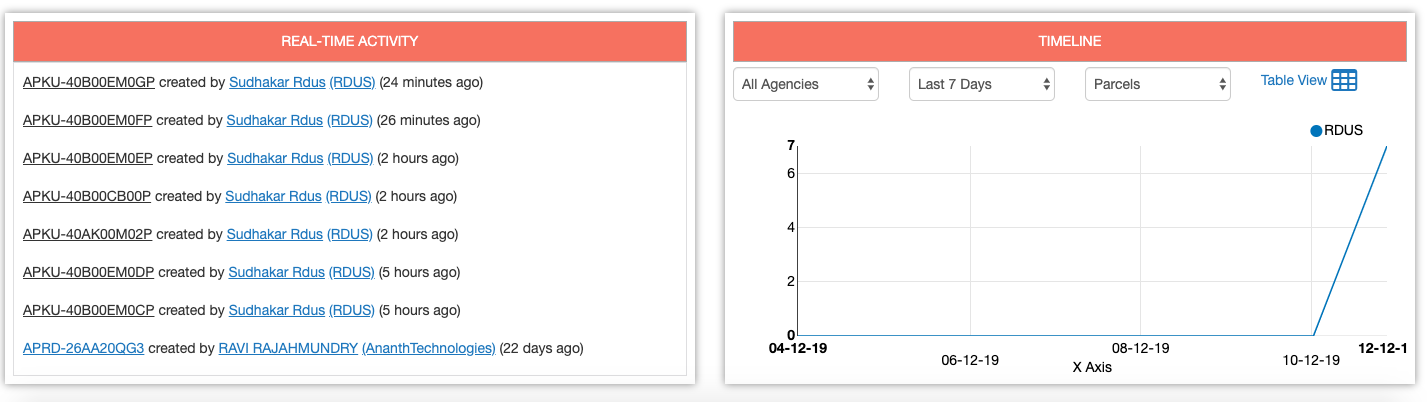 REAL-TIME ACTIVITY
APKU-40B00EM0GP created by Sudhakar Rdus (RDUS) (24 minutes ago)
APKU-40B00EM0FP created by Sudhakar Rdus (RDUS) (26 minutes ago)
APKU-40B00EM0EP created by Sudhakar Rdus (RDUS) (2 hours ago)
APKU-40B00CB00P created by Sudhakar Rdus (RDUS) (2 hours ago)
APKU-40AK00M02P created by Sudhakar Rdus (RDUS) (2 hours ago)
APKU-40B00EM0DP created by Sudhakar Rdus (RDUS) (5 hours ago)
APKU-40B00EM0CP created by Sudhakar Rdus (RDUS) (5 hours ago)
APRD-26AA20QG3 created by RAVI RAJAHMUNDRY (AnanthTechnologies) (22 days ago)
TIMELINE
All Agencies Last 7 Days Parcels Table View
RDUS
7
6
4
2
0
04-12-19 06-12-19 08-12-19 10-12-19 12-12-1
X Axis